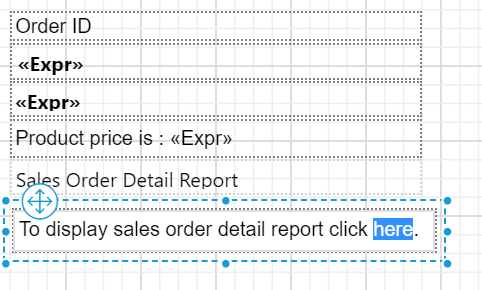 Order ID
«Expr»
«Expr»
Product price is : «Expr»
Sales Order Detail Report
To display sales order detail report click here.